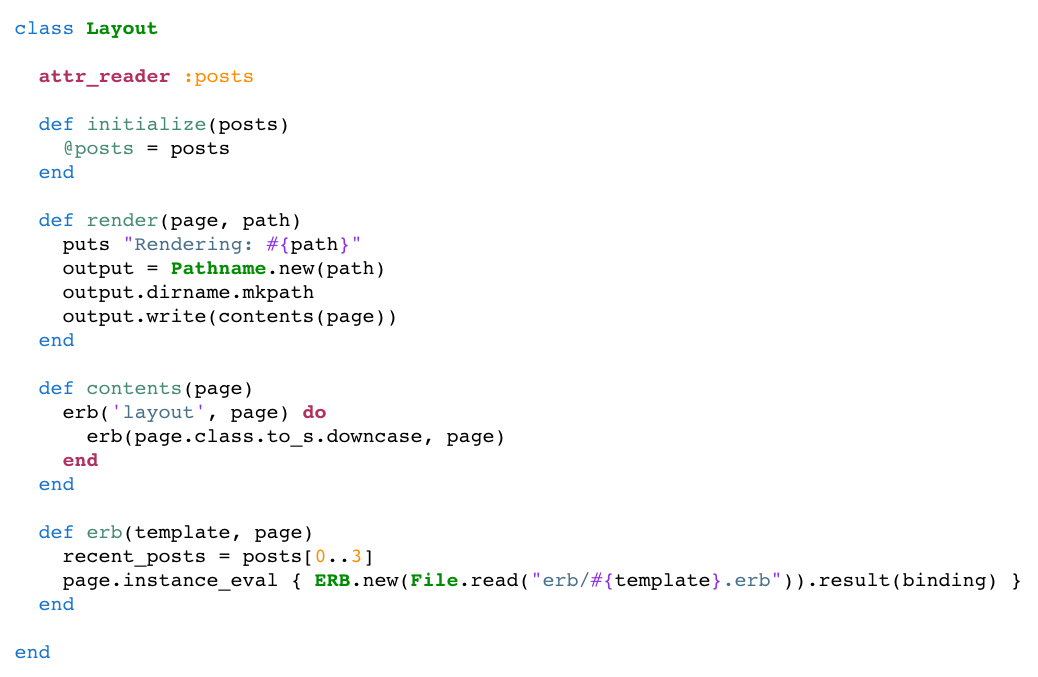 class Layout

  attr_reader :posts

  def initialize(posts)
    @posts = posts
  end

  def render(page, path)
    puts "Rendering: #{path}"
    output = Pathname.new(path)
    output.dirname.mkpath
    output.write(contents(page))
  end

  def contents(page)
    erb('layout', page) do
      erb(page.class.to_s.downcase, page)
    end
  end

  def erb(template, page)
    recent_posts = posts[0..3]
    page.instance_eval { ERB.new(File.read("erb/#{template}.erb")).result(binding) }
  end

end